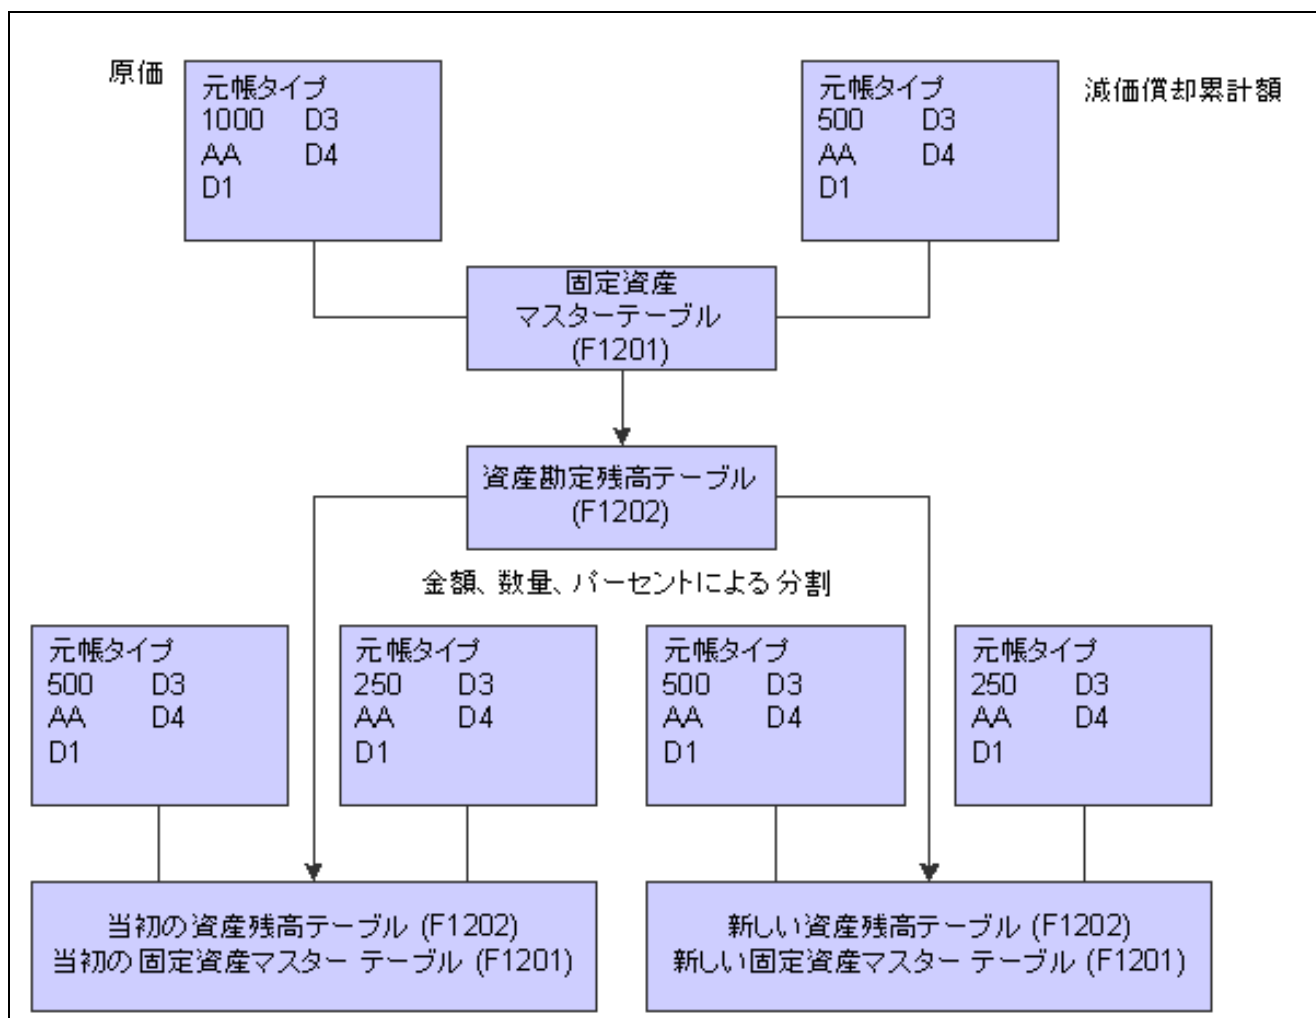 原価
元帳タイプ
1000 D3
AA D4
D1
元帳タイプ
500 D3
AA D4
D1
減価償却累計額
固定資産
マスターテーブル
(F1201)
資産勘定残高テーブル
(F1202)
金額、数量、パーセントによる分割
元帳タイプ
500 D3
AA D4
D1
元帳タイプ
250 D3
AA D4
D1
元帳タイプ
500 D3
AA D4
D1
元帳タイプ
250 D3
AA D4
D1
当初の資産残高テーブル (F1202)
当初の固定資産マスター テーブル (F1201)
新しい資産残高テーブル (F1202)
新しい固定資産マスター テーブル (F1201)